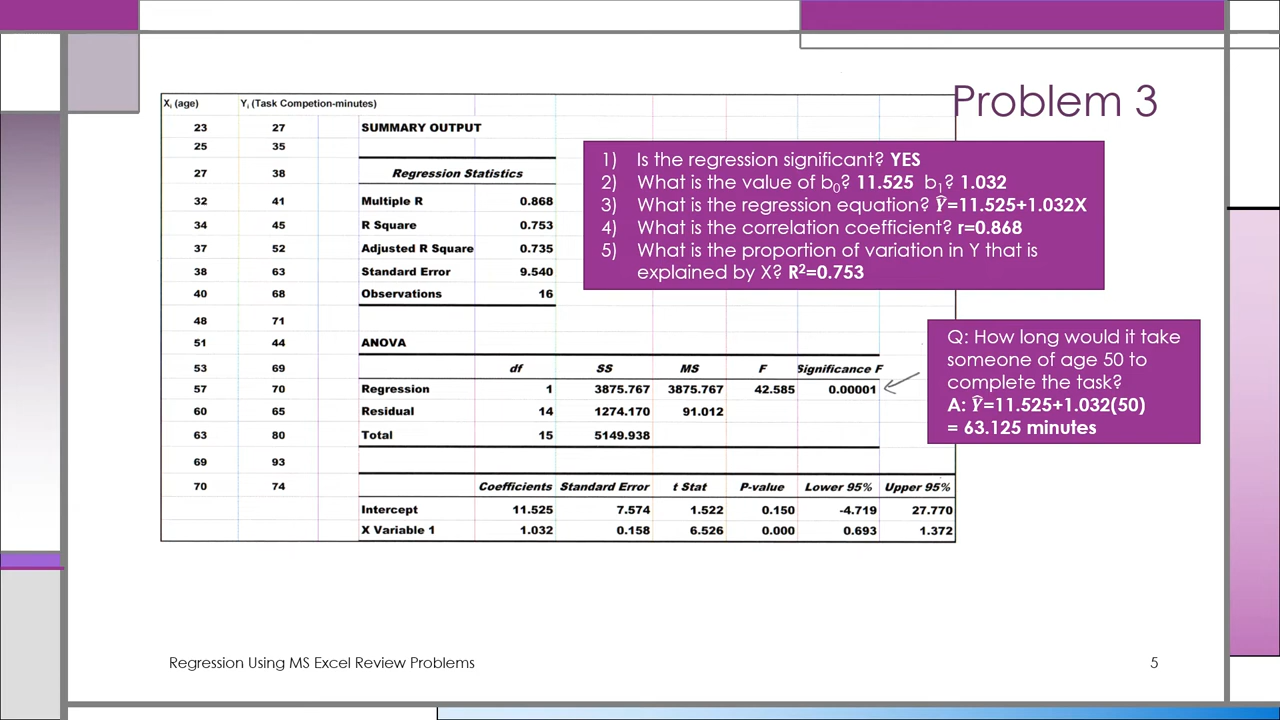 Problem 3
Xi (age) Yi (Task Competion-minutes)
23 27 SUMMARY OUTPUT
25 35
27 38 Regression Statistics
32 41 Multiple R 0.868
34 45 R Square 0.753
37 52 Adjusted R Square 0.735
38 63 Standard Error 9.540
40 68 Observations 16
48 71
51 44 ANOVA
53 69 df SS MS F Significance F
57 70 Regression 1 3875.767 3875.767 42.585 0.00001
60 65 Residual 14 1274.170 91.012
63 80 Total 15 5149.938
69 93
70 74 Coefficients Standard Error t Stat P-value Lower 95% Upper 95%
Intercept 11.525 7.574 1.522 0.150 -4.719 27.770
X Variable 1 1.032 0.158 6.526 0.000 0.693 1.372
1) Is the regression significant? YES
2) What is the value of b₀? 11.525 b₁? 1.032
3) What is the regression equation? Ŷ=11.525+1.032X
4) What is the correlation coefficient? r=0.868
5) What is the proportion of variation in Y that is
explained by X? R²=0.753
Q: How long would it take
someone of age 50 to
complete the task?
A: Ŷ=11.525+1.032(50)
= 63.125 minutes
Regression Using MS Excel Review Problems
5